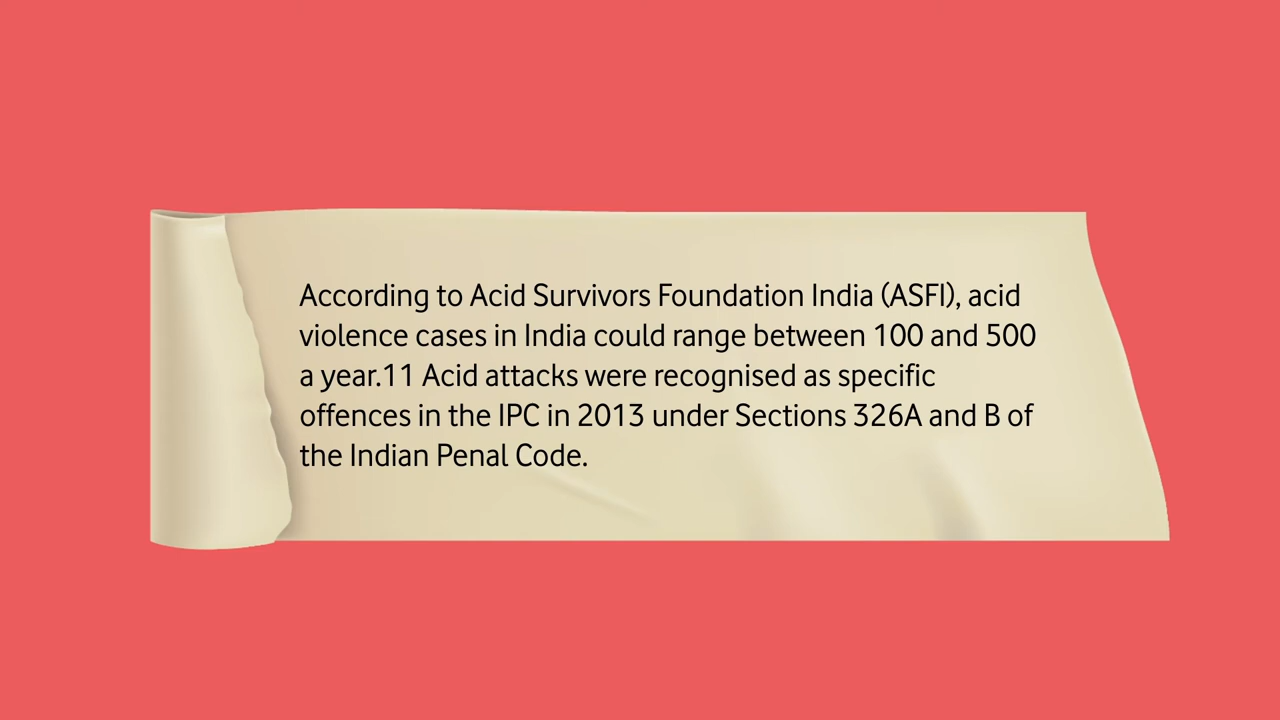 According to Acid Survivors Foundation India (ASFI), acid
violence cases in India could range between 100 and 500
a year.11 Acid attacks were recognised as specific
offences in the IPC in 2013 under Sections 326A and B of
the Indian Penal Code.